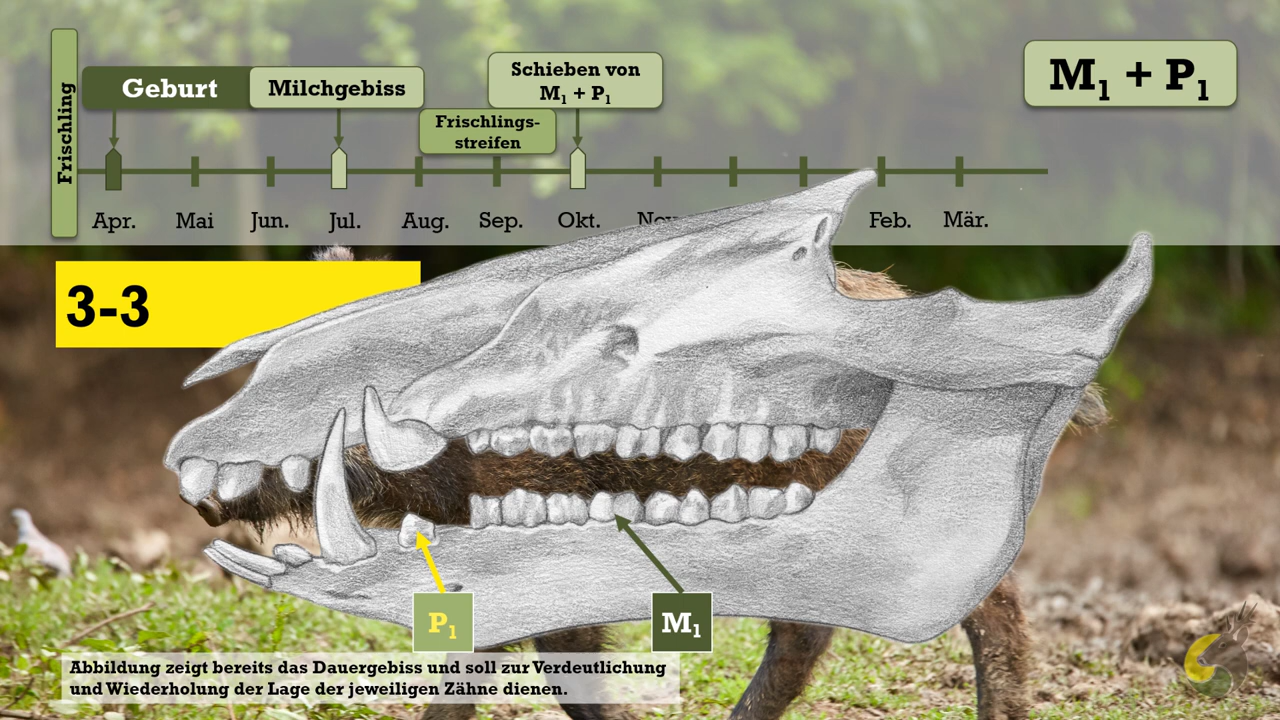 Frischling
Geburt
Milchgebiss
Schieben von
M₁ + P₁
Frischlings-
streifen
M₁ + P₁
Apr. Mai Jun. Jul. Aug. Sep. Okt. Nov Feb. Mär.
3-3
P₁
M₁
Abbildung zeigt bereits das Dauergebiss und soll zur Verdeutlichung
und Wiederholung der Lage der jeweiligen Zähne dienen.